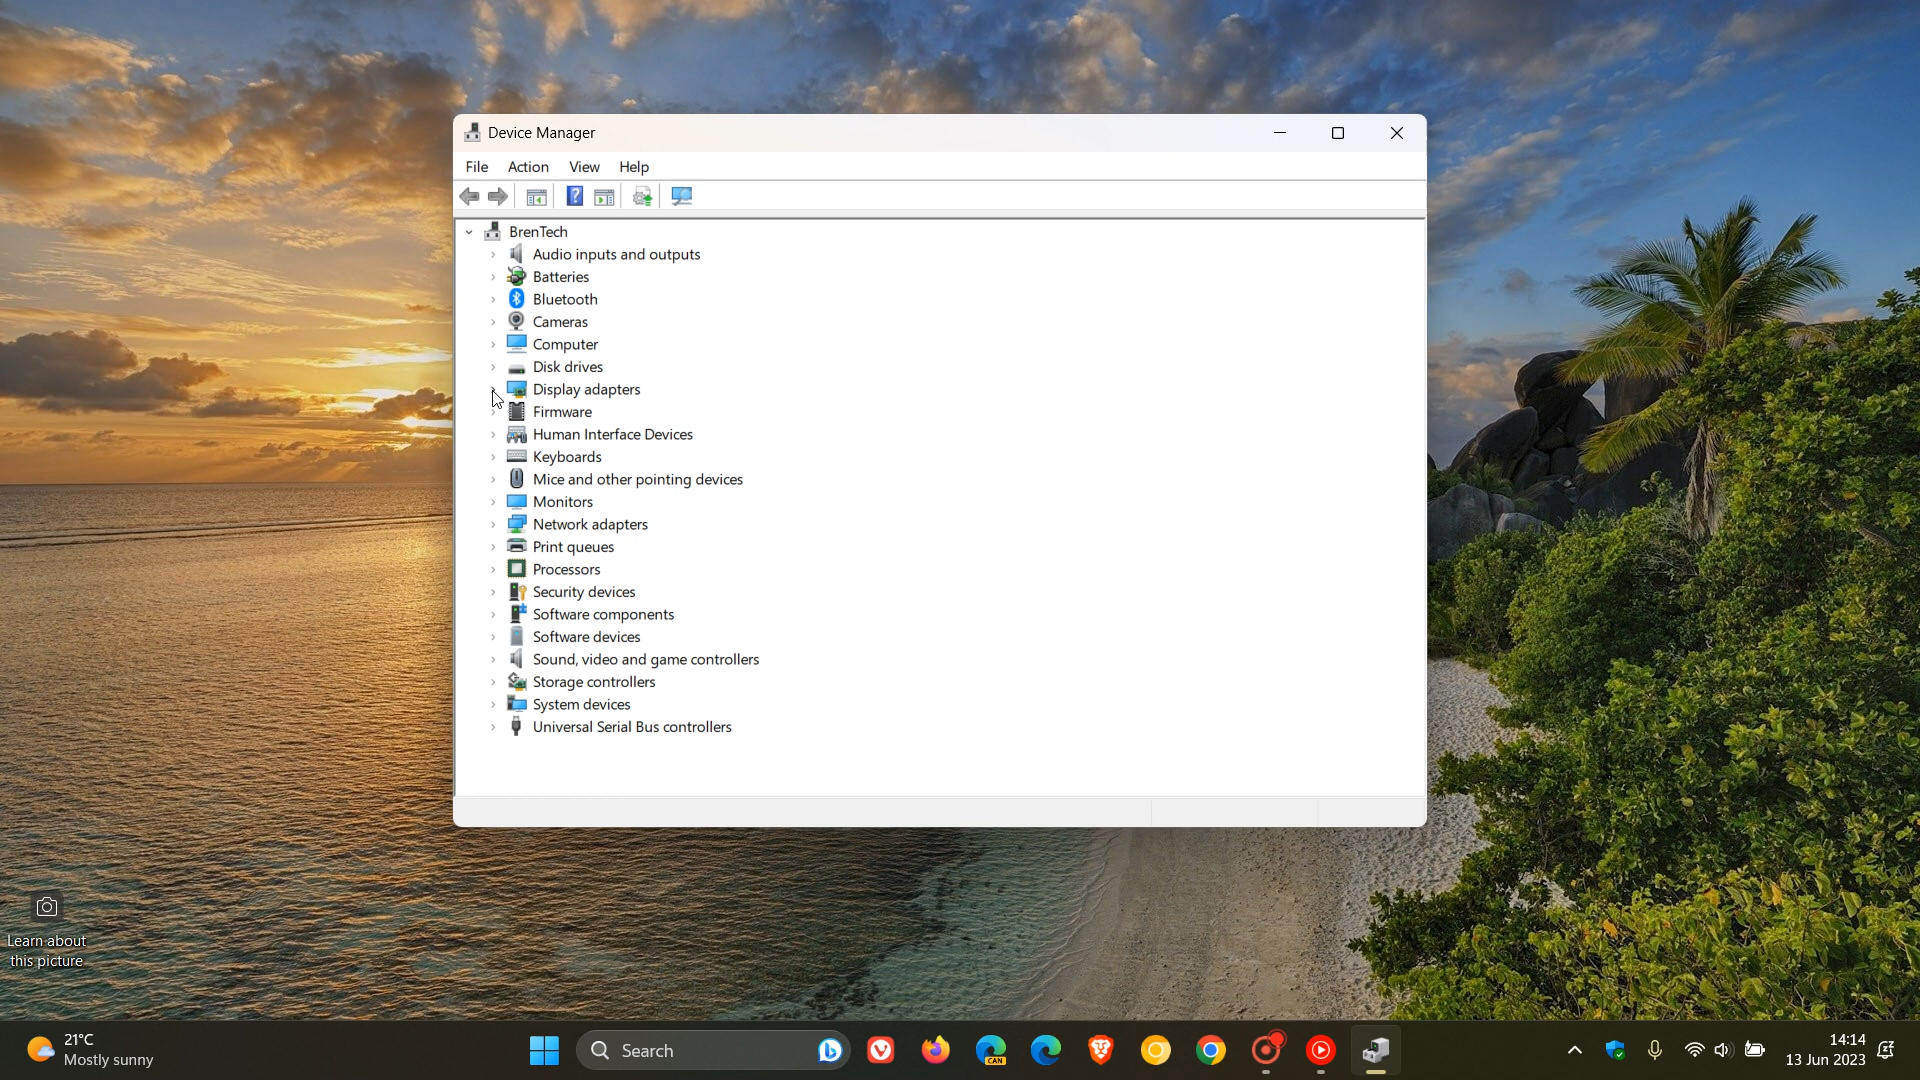 Device Manager
File Action View Help
BrenTech
Audio inputs and outputs
Batteries
Bluetooth
Cameras
Computer
Disk drives
Display adapters
Firmware
Human Interface Devices
Keyboards
Mice and other pointing devices
Monitors
Network adapters
Print queues
Processors
Security devices
Software components
Software devices
Sound, video and game controllers
Storage controllers
System devices
Universal Serial Bus controllers
Learn about
this picture
21°C
Mostly sunny
Search
CAN
14:14
13 Jun 2023